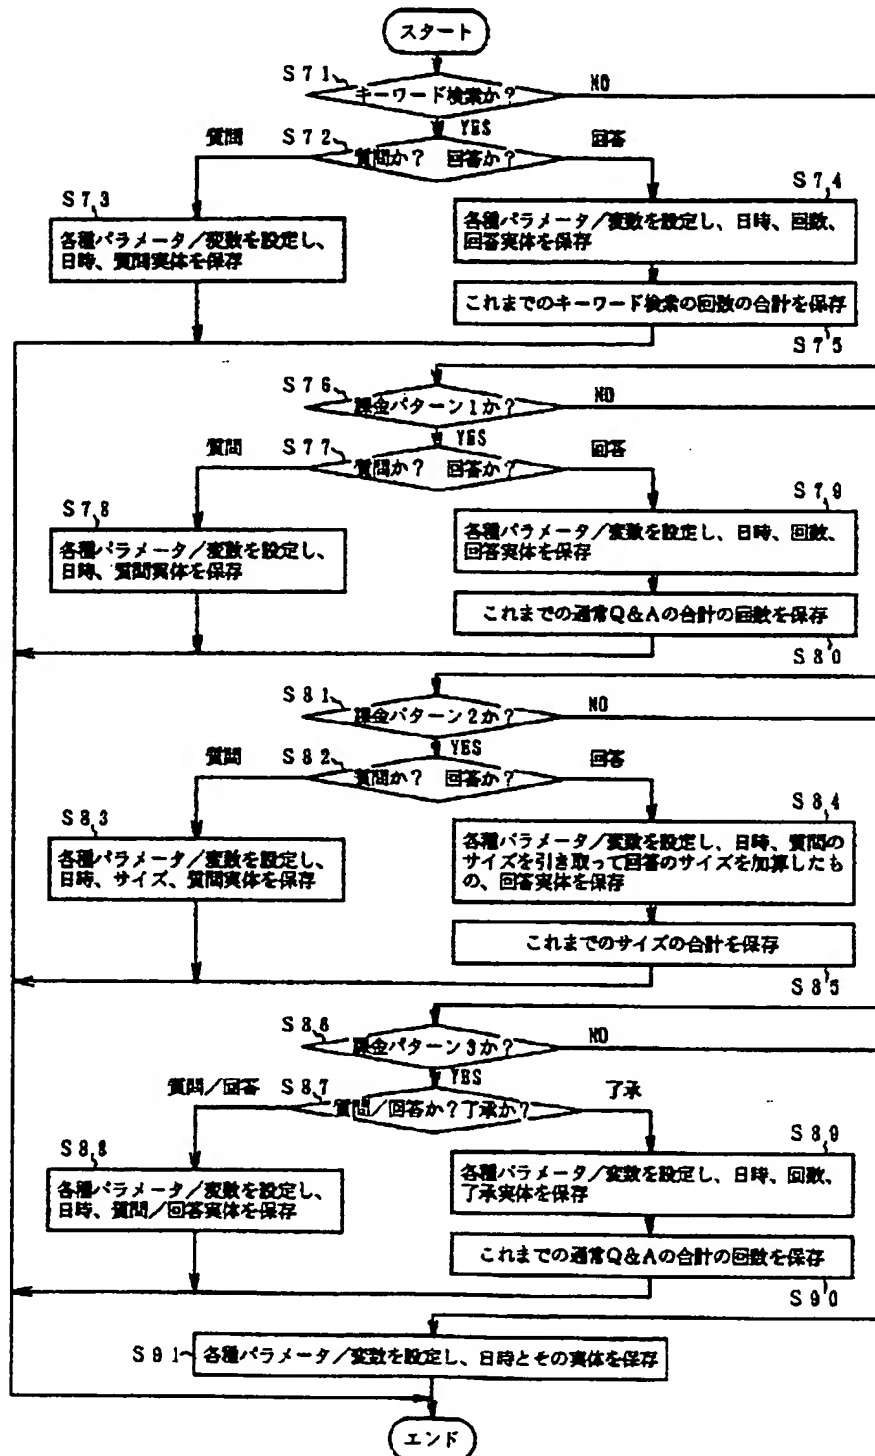 スタート
S71
キーワード検索か?
NO
YES
質問
S72
質問か? 回答か?
回答
S73
各種パラメータ/変数を設定し、
日時、質問実体を保存
S74
各種パラメータ/変数を設定し、日時、回数、
回答実体を保存
これまでのキーワード検索の回数の合計を保存
S75
S76
課金パターン1か?
NO
YES
質問
S77
質問か? 回答か?
回答
S78
各種パラメータ/変数を設定し、
日時、質問実体を保存
S79
各種パラメータ/変数を設定し、日時、回数、
回答実体を保存
これまでの通常Q&Aの合計の回数を保存
S80
S81
課金パターン2か?
NO
YES
質問
S82
質問か? 回答か?
回答
S83
各種パラメータ/変数を設定し、
日時、サイズ、質問実体を保存
S84
各種パラメータ/変数を設定し、日時、質問の
サイズを引き取って回答のサイズを加算したも
の、回答実体を保存
これまでのサイズの合計を保存
S85
S86
課金パターン3か?
NO
YES
質問/回答
S87
質問/回答か?了承か?
了承
S88
各種パラメータ/変数を設定し、
日時、質問/回答実体を保存
S89
各種パラメータ/変数を設定し、日時、回数、
了承実体を保存
これまでの通常Q&Aの合計の回数を保存
S90
S91
各種パラメータ/変数を設定し、日時とその実体を保存
エンド